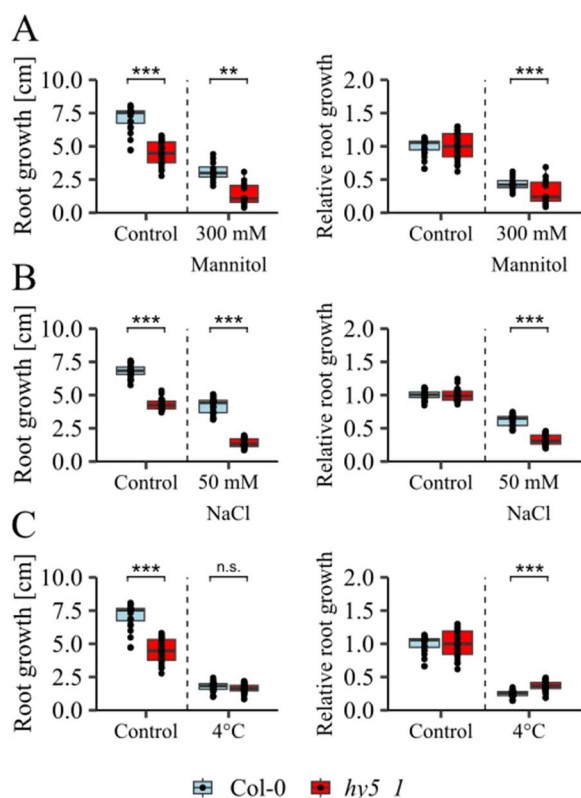 A
Root growth [cm]
10.0
7.5
5.0
2.5
0.0
***
**
Control
300 mM
Mannitol
Relative root growth
2.0
1.5
1.0
0.5
0.0
***
Control
300 mM
Mannitol
B
Root growth [cm]
10.0
7.5
5.0
2.5
0.0
***
***
Control
50 mM
NaCl
Relative root growth
2.0
1.5
1.0
0.5
0.0
***
Control
50 mM
NaCl
C
Root growth [cm]
10.0
7.5
5.0
2.5
0.0
***
n.s.
Control
4°C
Relative root growth
2.0
1.5
1.0
0.5
0.0
***
Control
4°C
Col-0 hy5 1